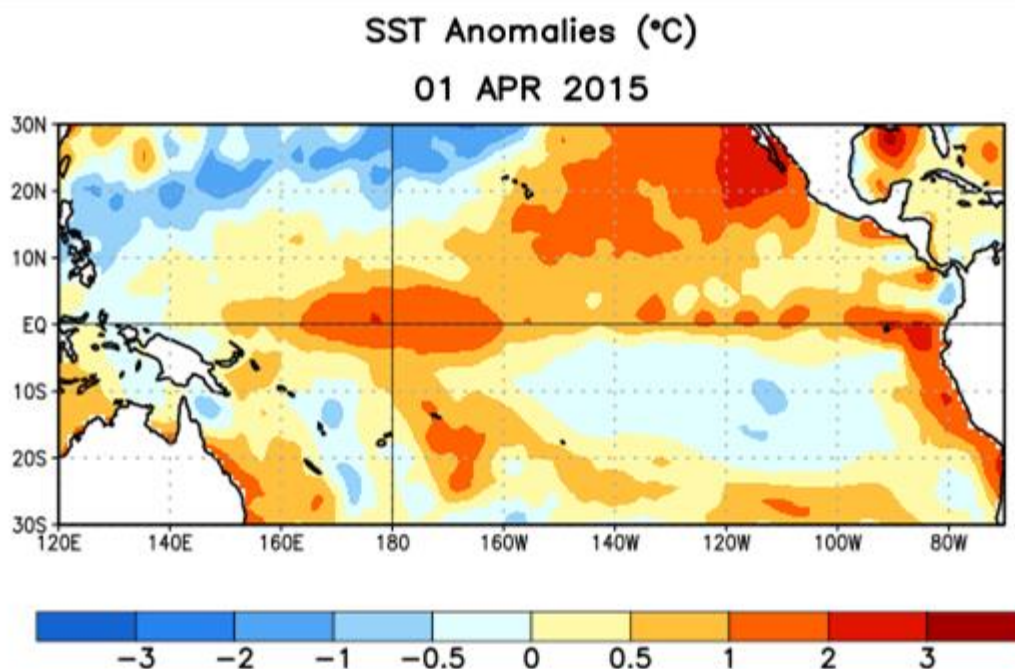 SST Anomalies (°C)
01 APR 2015
30N
20N
10N
EQ
10S
20S
30S
120E 140E 160E 180 160W 140W 120W 100W 80W
-3 -2 -1 -0.5 0 0.5 1 2 3